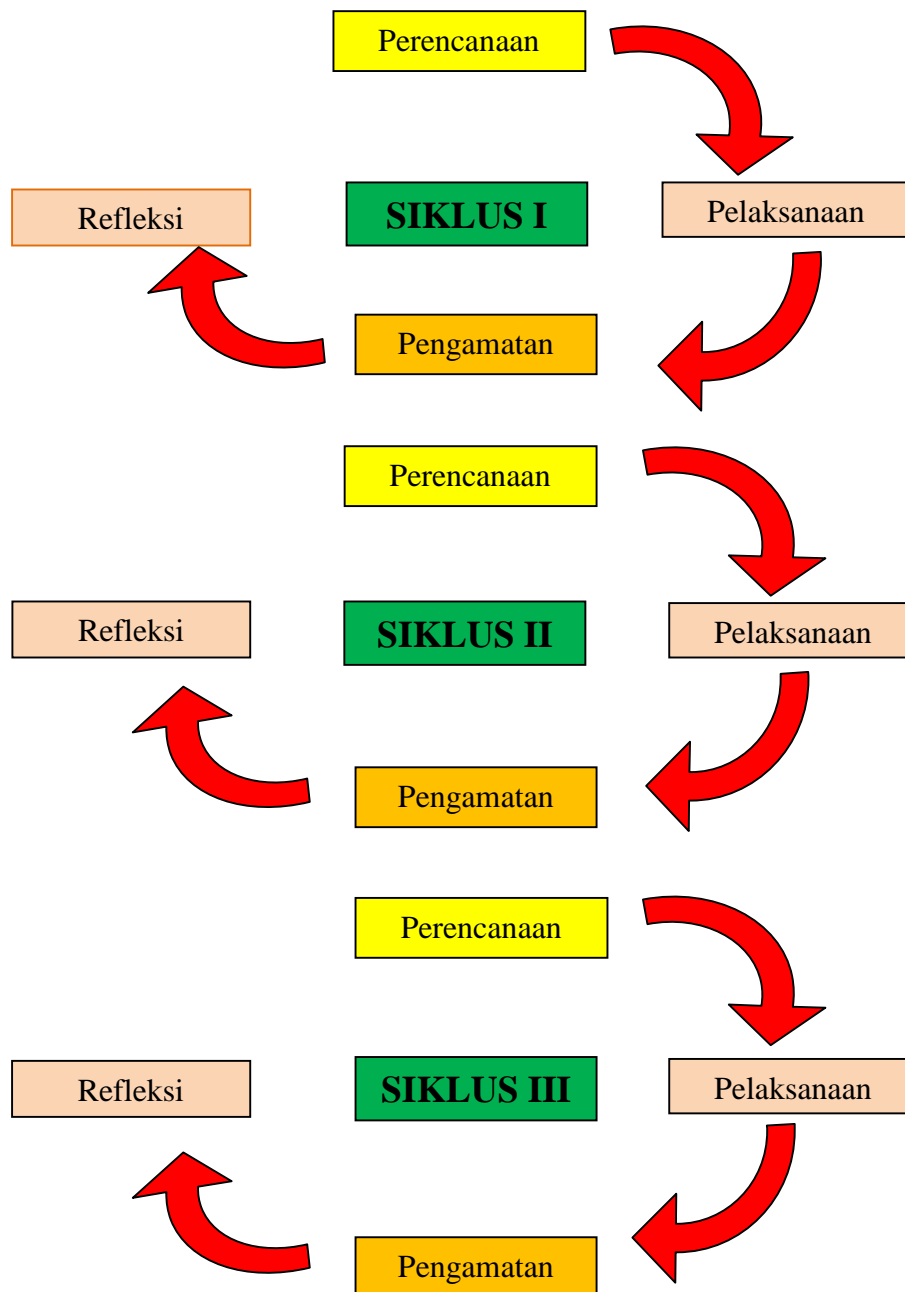 Perencanaan
Refleksi
SIKLUS I
Pelaksanaan
Pengamatan
Perencanaan
Refleksi
SIKLUS II
Pelaksanaan
Pengamatan
Perencanaan
Refleksi
SIKLUS III
Pelaksanaan
Pengamatan